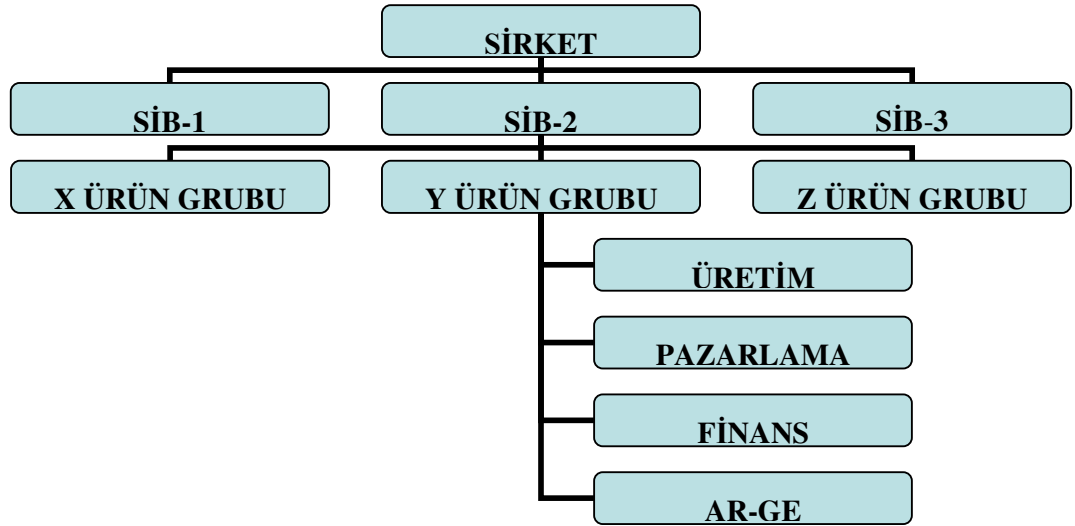 SİRKET
SİB-1
SİB-2
SİB-3
X ÜRÜN GRUBU
Y ÜRÜN GRUBU
Z ÜRÜN GRUBU
ÜRETİM
PAZARLAMA
FİNANS
AR-GE